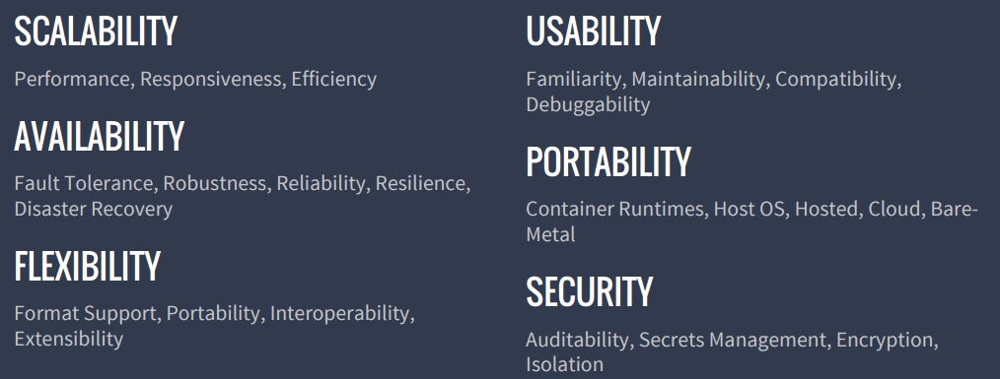 SCALABILITY
Performance, Responsiveness, Efficiency
AVAILABILITY
Fault Tolerance, Robustness, Reliability, Resilience,
Disaster Recovery
FLEXIBILITY
Format Support, Portability, Interoperability,
Extensibility
USABILITY
Familiarity, Maintainability, Compatibility,
Debuggability
PORTABILITY
Container Runtimes, Host OS, Hosted, Cloud, Bare-
Metal
SECURITY
Auditability, Secrets Management, Encryption,
Isolation